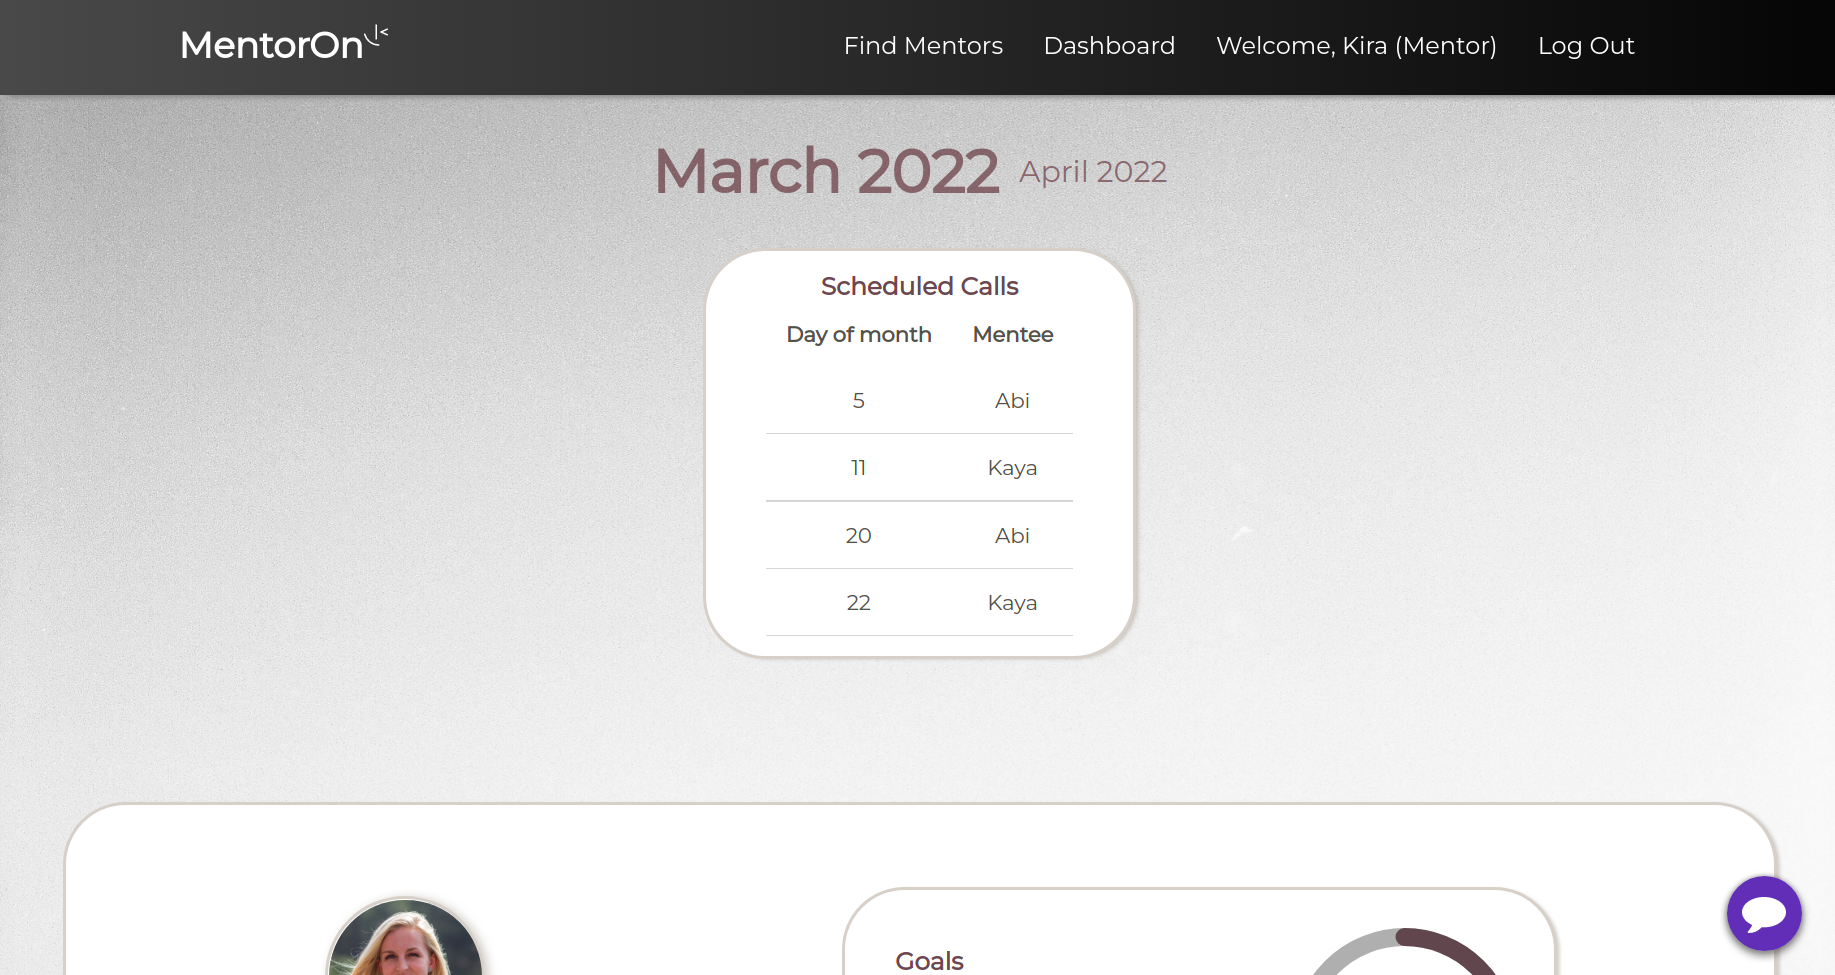 MentorOn
Find Mentors Dashboard Welcome, Kira (Mentor) Log Out
March 2022 April 2022
Scheduled Calls
Day of month Mentee
5 Abi
11 Kaya
20 Abi
22 Kaya
Goals